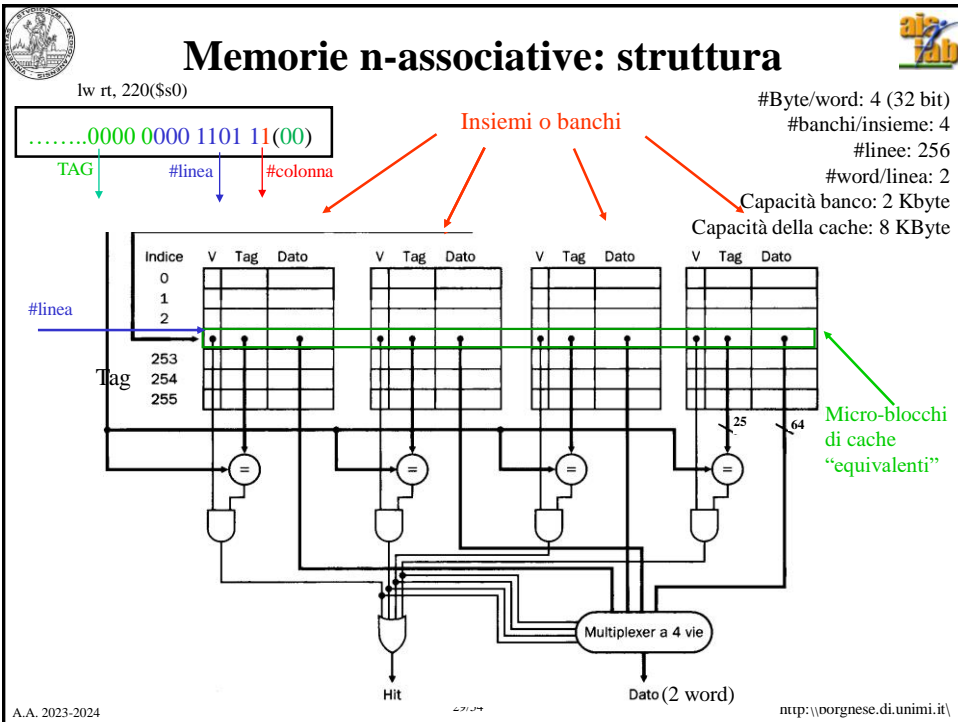 Memorie n-associative: struttura
lw rt, 220($s0)
……..0000 0000 1101 11(00)
TAG
#linea
#colonna
Insiemi o banchi
#Byte/word: 4 (32 bit)
#banchi/insieme: 4
#linee: 256
#word/linea: 2
Capacità banco: 2 Kbyte
Capacità della cache: 8 KByte
Indice V Tag Dato V Tag Dato V Tag Dato V Tag Dato
0
1
2
#linea
253
254
255
Tag
25
64
Micro-blocchi
di cache
“equivalenti”
= = = =
Multiplexer a 4 vie
Hit
Dato (2 word)
A.A. 2023-2024
29/34
http:\\borgnese.di.unimi.it\